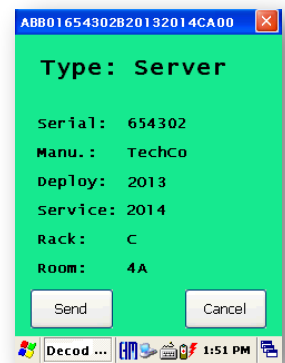 ABB01654302B20132014CA00
Type: Server
Serial: 654302
Manu.: TechCo
Deploy: 2013
Service: 2014
Rack: C
Room: 4A
Send Cancel
Decod ... 1:51 PM